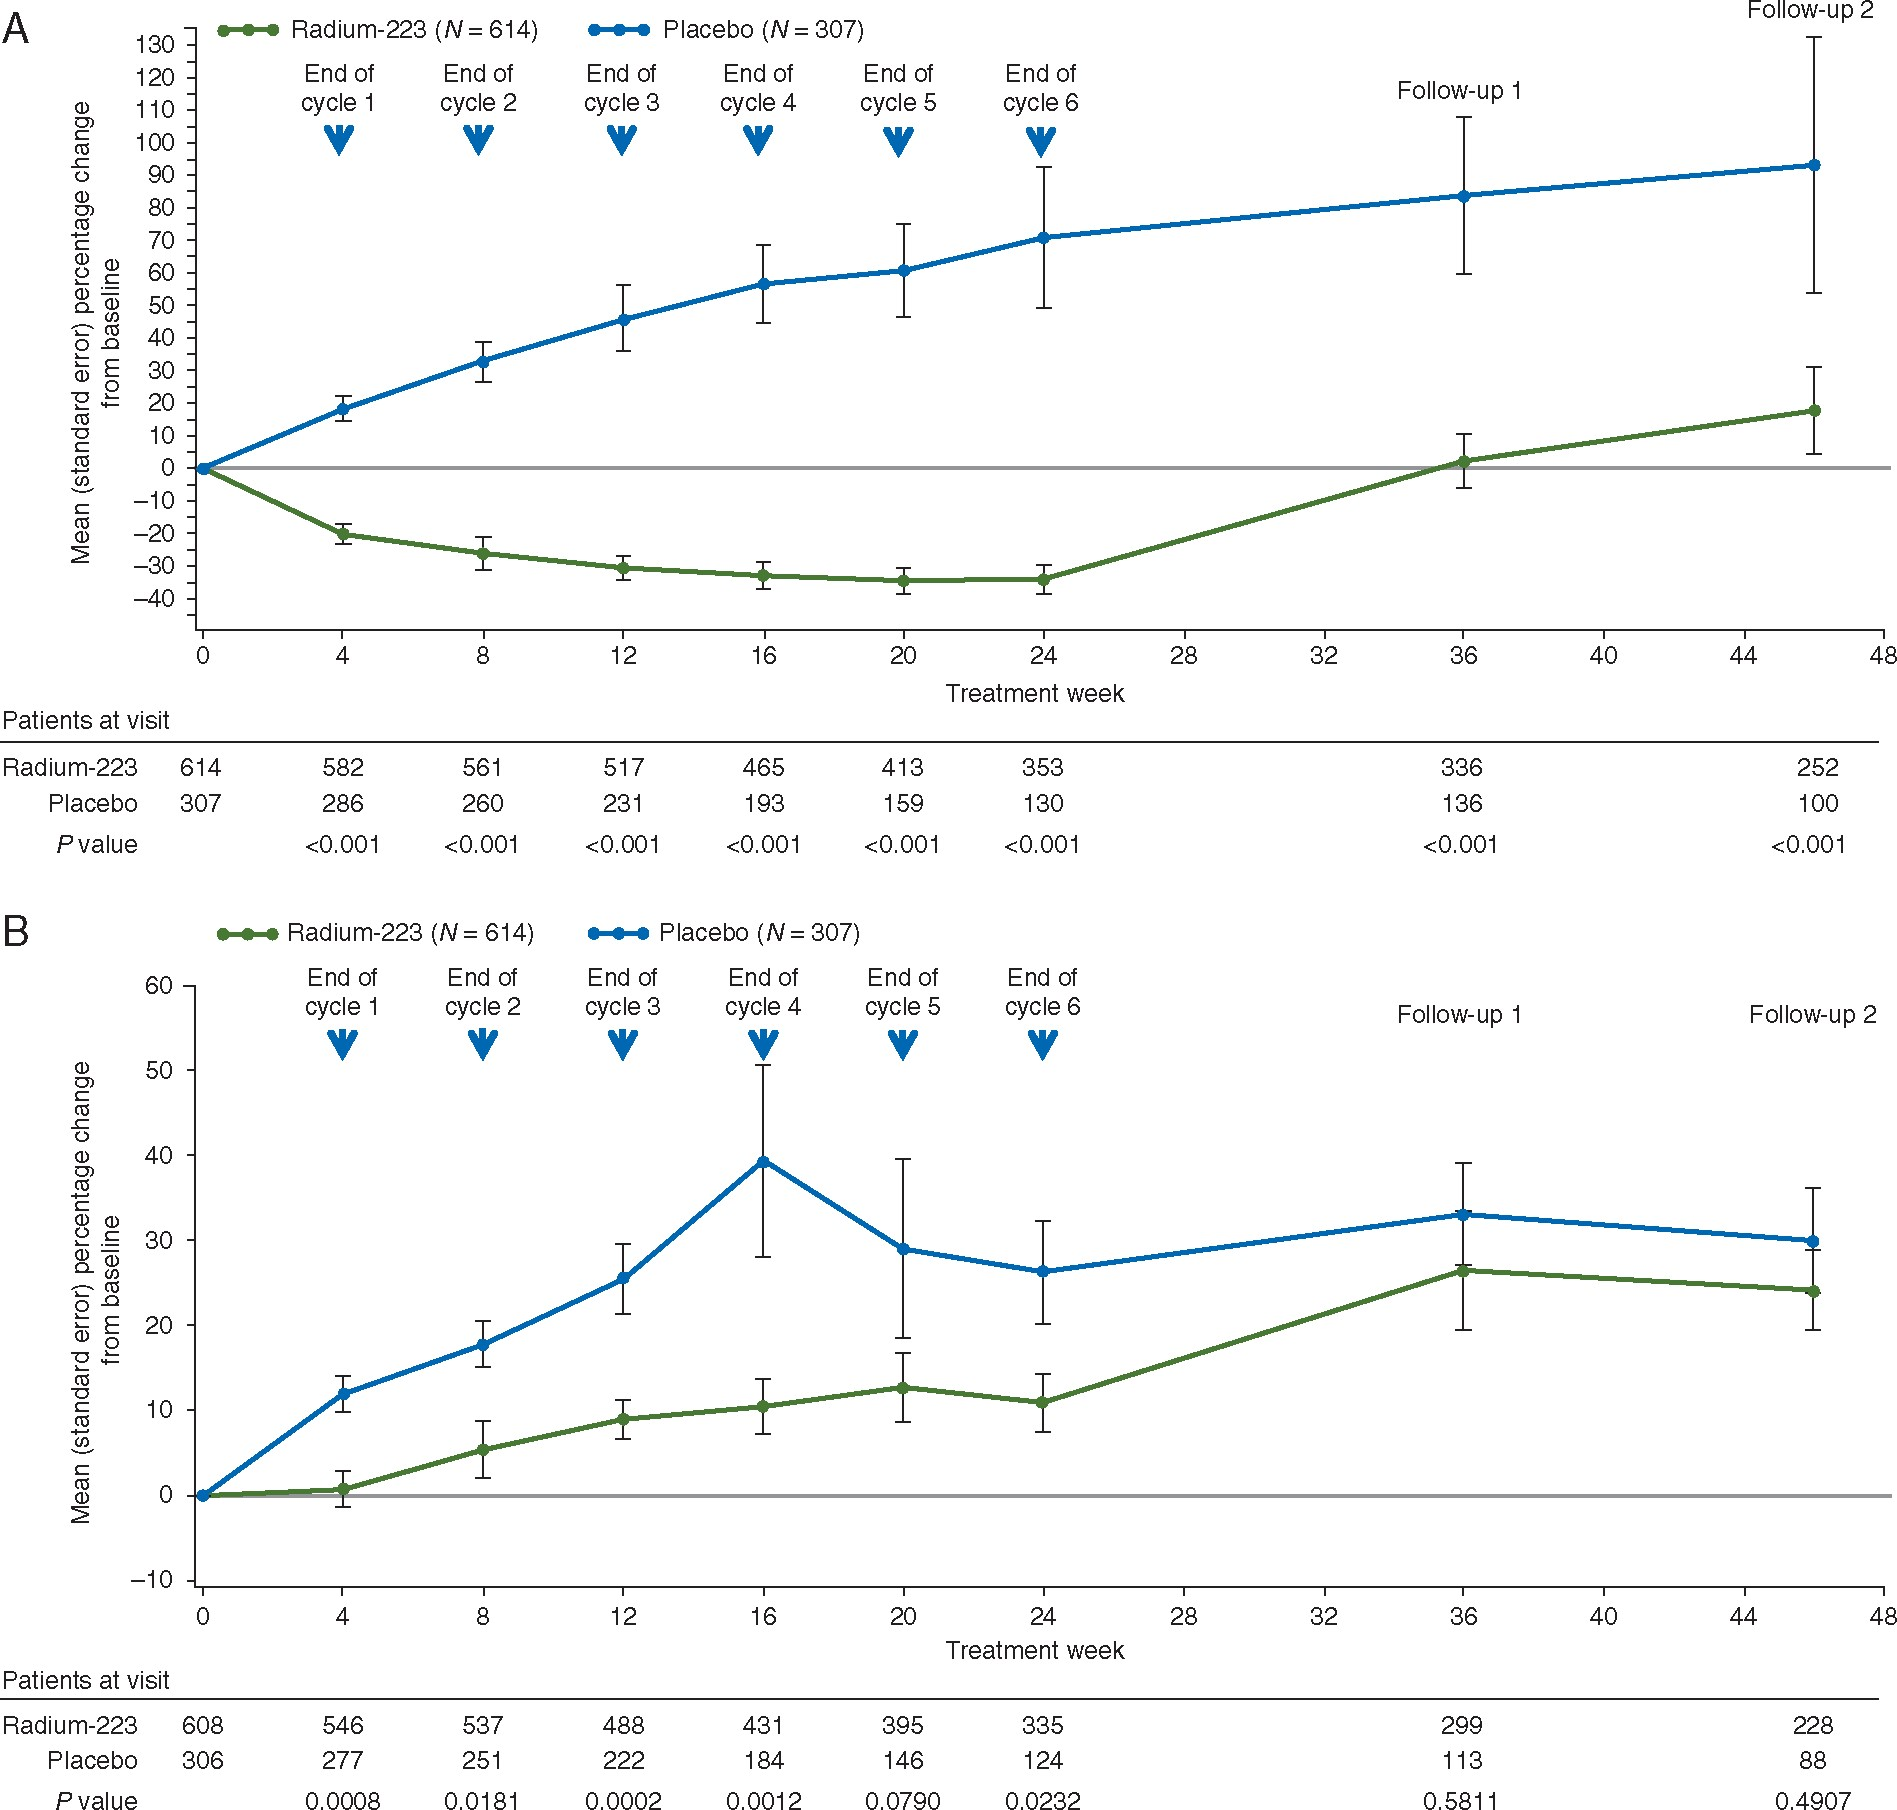 A
Radium-223 (N = 614)
Placebo (N = 307)
Follow-up 2
End of cycle 1
End of cycle 2
End of cycle 3
End of cycle 4
End of cycle 5
End of cycle 6
Follow-up 1
Mean (standard error) percentage change
from baseline
130
120
110
100
90
80
70
60
50
40
30
20
10
0
–10
–20
–30
–40
0 4 8 12 16 20 24 28 32 36 40 44 48
Treatment week
Patients at visit
Radium-223 614 582 561 517 465 413 353 336 252
Placebo 307 286 260 231 193 159 130 136 100
P value <0.001 <0.001 <0.001 <0.001 <0.001 <0.001 <0.001 <0.001
B
Radium-223 (N = 614)
Placebo (N = 307)
End of cycle 1
End of cycle 2
End of cycle 3
End of cycle 4
End of cycle 5
End of cycle 6
Follow-up 1
Follow-up 2
Mean (standard error) percentage change
from baseline
60
50
40
30
20
10
0
–10
0 4 8 12 16 20 24 28 32 36 40 44 48
Treatment week
Patients at visit
Radium-223 608 546 537 488 431 395 335 299 228
Placebo 306 277 251 222 184 146 124 113 88
P value 0.0008 0.0181 0.0002 0.0012 0.0790 0.0232 0.5811 0.4907